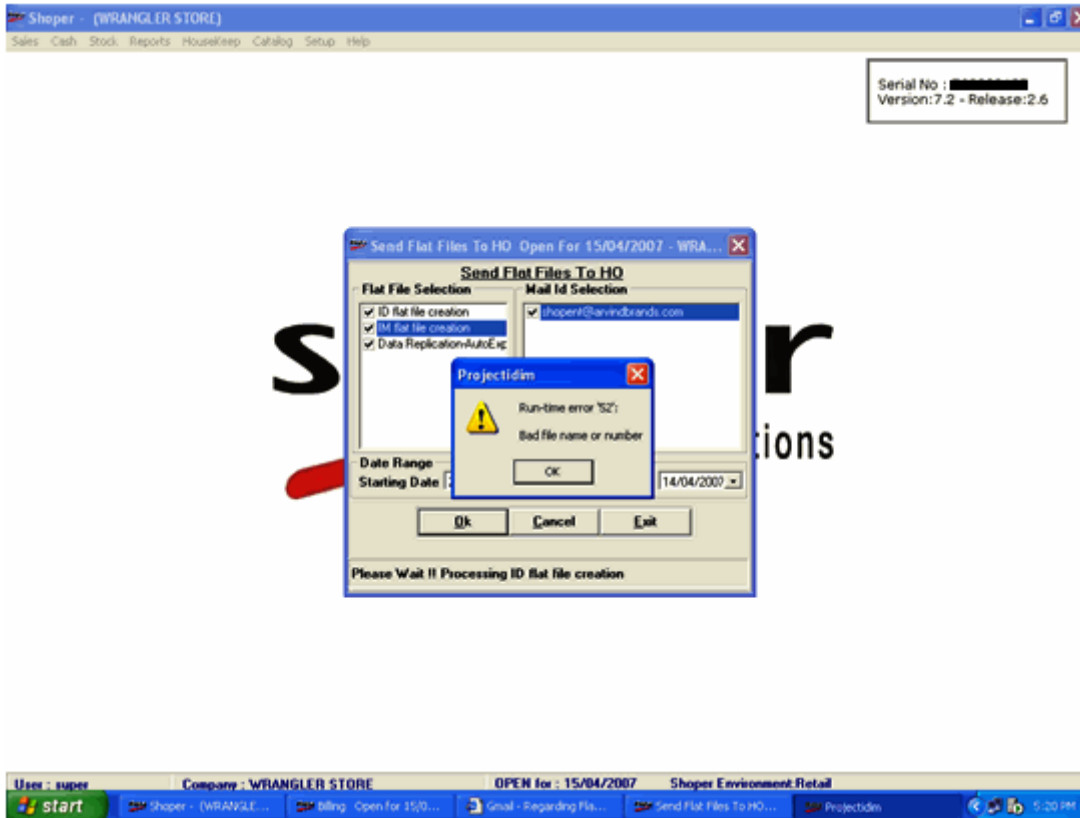 Shoper - (WRANGLER STORE)
Sales Cash Stock Reports HouseKeep Catalog Setup Help
Serial No :
Version:7.2 - Release:2.6
Send Flat Files To HO Open For 15/04/2007 - WRA...
Send Flat Files To HO
Flat File Selection
Mail Id Selection
ID flat file creation
IM flat file creation
Data Replication-AutoExp
shopent@arvindbrands.com
Projectidim
Run-time error '52':
Bad file name or number
OK
s
r
tions
Date Range
Starting Date
14/04/2007
Ok Cancel Exit
Please Wait !! Processing ID flat file creation
User : super Company : WRANGLER STORE OPEN for : 15/04/2007 Shoper Environment:Retail
start Shoper - (WRANGLE... Billing Open for 15/0... Gmail - Regarding Fla... Send Flat Files To HO... Projectidim 5:20 PM